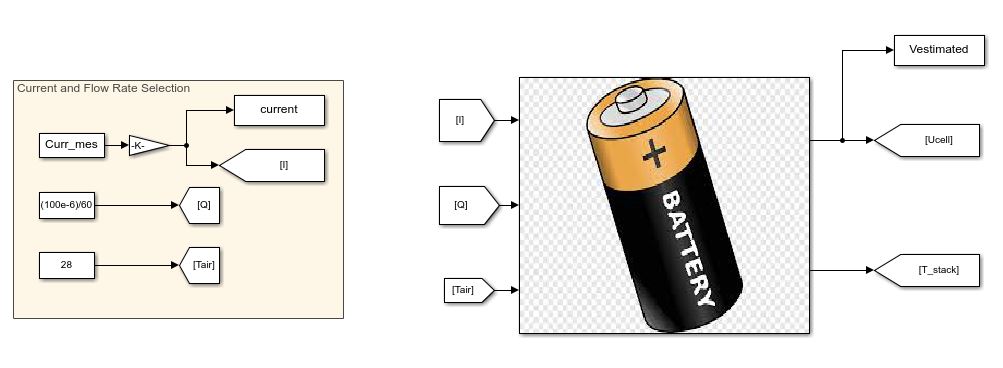 Current and Flow Rate Selection
current
Curr_mes
-K-
[I]
(100e-6)/60
[Q]
28
[Tair]
[I]
[Q]
[Tair]
+
BATTERY
Vestimated
[Ucell]
[T_stack]